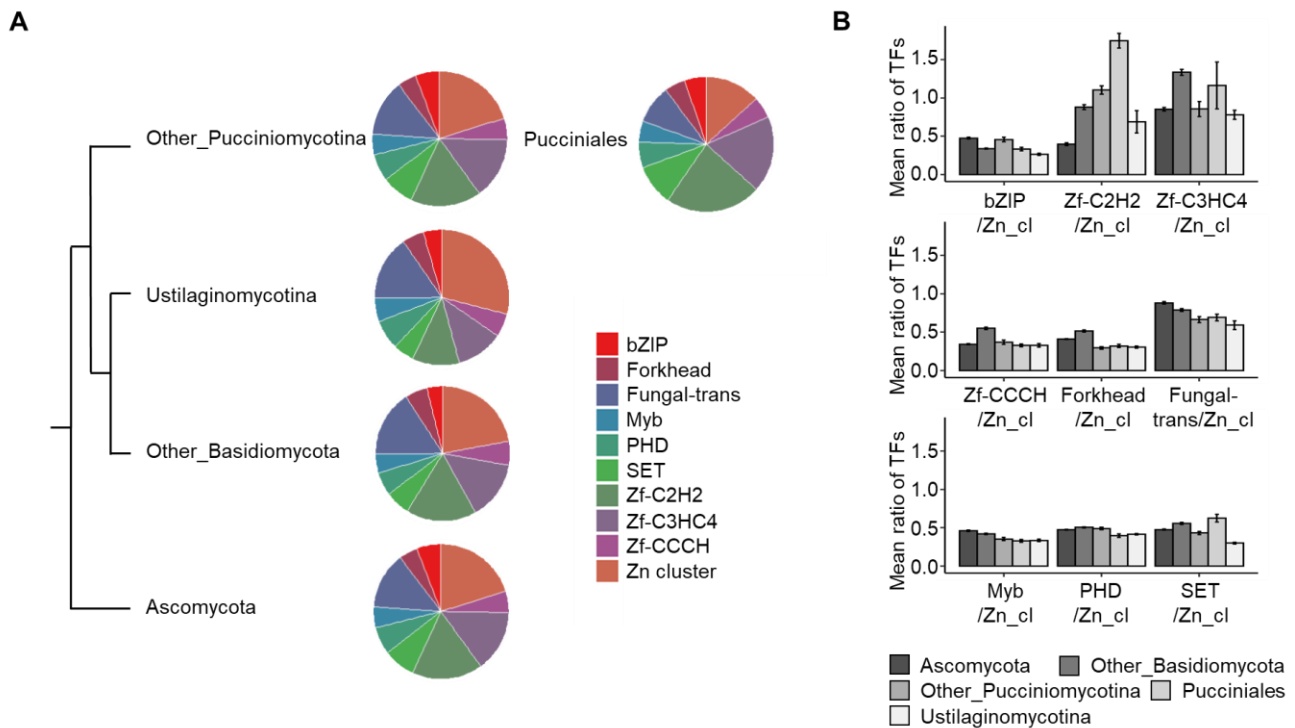 A
Other_Pucciniomycotina
Pucciniales
Ustilaginomycotina
Other_Basidiomycota
Ascomycota
bZIP
Forkhead
Fungal-trans
Myb
PHD
SET
Zf-C2H2
Zf-C3HC4
Zf-CCCH
Zn cluster
B
Mean ratio of TFs
1.5
1.0
0.5
0.0
bZIP Zf-C2H2 Zf-C3HC4
/Zn_cl /Zn_cl /Zn_cl
Mean ratio of TFs
1.5
1.0
0.5
0.0
Zf-CCCH Forkhead Fungal-
/Zn_cl /Zn_cl trans/Zn_cl
Mean ratio of TFs
1.5
1.0
0.5
0.0
Myb PHD SET
/Zn_cl /Zn_cl /Zn_cl
Ascomycota Other_Basidiomycota
Other_Pucciniomycotina Pucciniales
Ustilaginomycotina